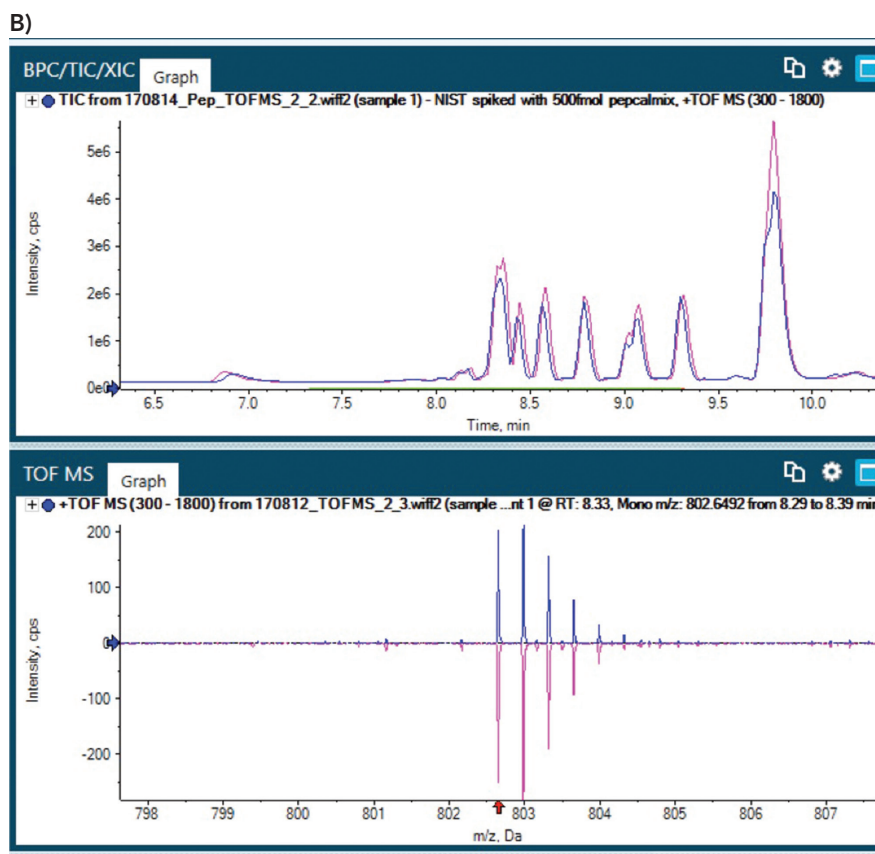 B)
BPC/TIC/XIC Graph
TIC from 170814_Pep_TOFMS_2_2.wiff2 (sample 1) - NIST spiked with 500fmol pepcalmix, +TOF MS (300 - 1800)
5e6
4e6
3e6
2e6
1e6
0e0
Intensity, cps
6.5 7.0 7.5 8.0 8.5 9.0 9.5 10.0
Time, min
TOF MS Graph
+TOF MS (300 - 1800) from 170812_TOFMS_2_3.wiff2 (sample ...nt 1 @ RT: 8.33, Mono m/z: 802.6492 from 8.29 to 8.39 min
200
100
0
-100
-200
Intensity, cps
798 799 800 801 802 803 804 805 806 807
m/z, Da